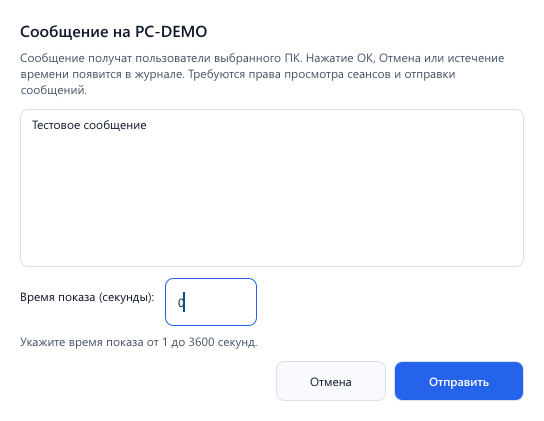 Сообщение на PC-DEMO
Сообщение получат пользователи выбранного ПК. Нажатие ОК, Отмена или истечение
времени появится в журнале. Требуются права просмотра сеансов и отправки
сообщений.
Тестовое сообщение
Время показа (секунды):
0
Укажите время показа от 1 до 3600 секунд.
Отмена
Отправить